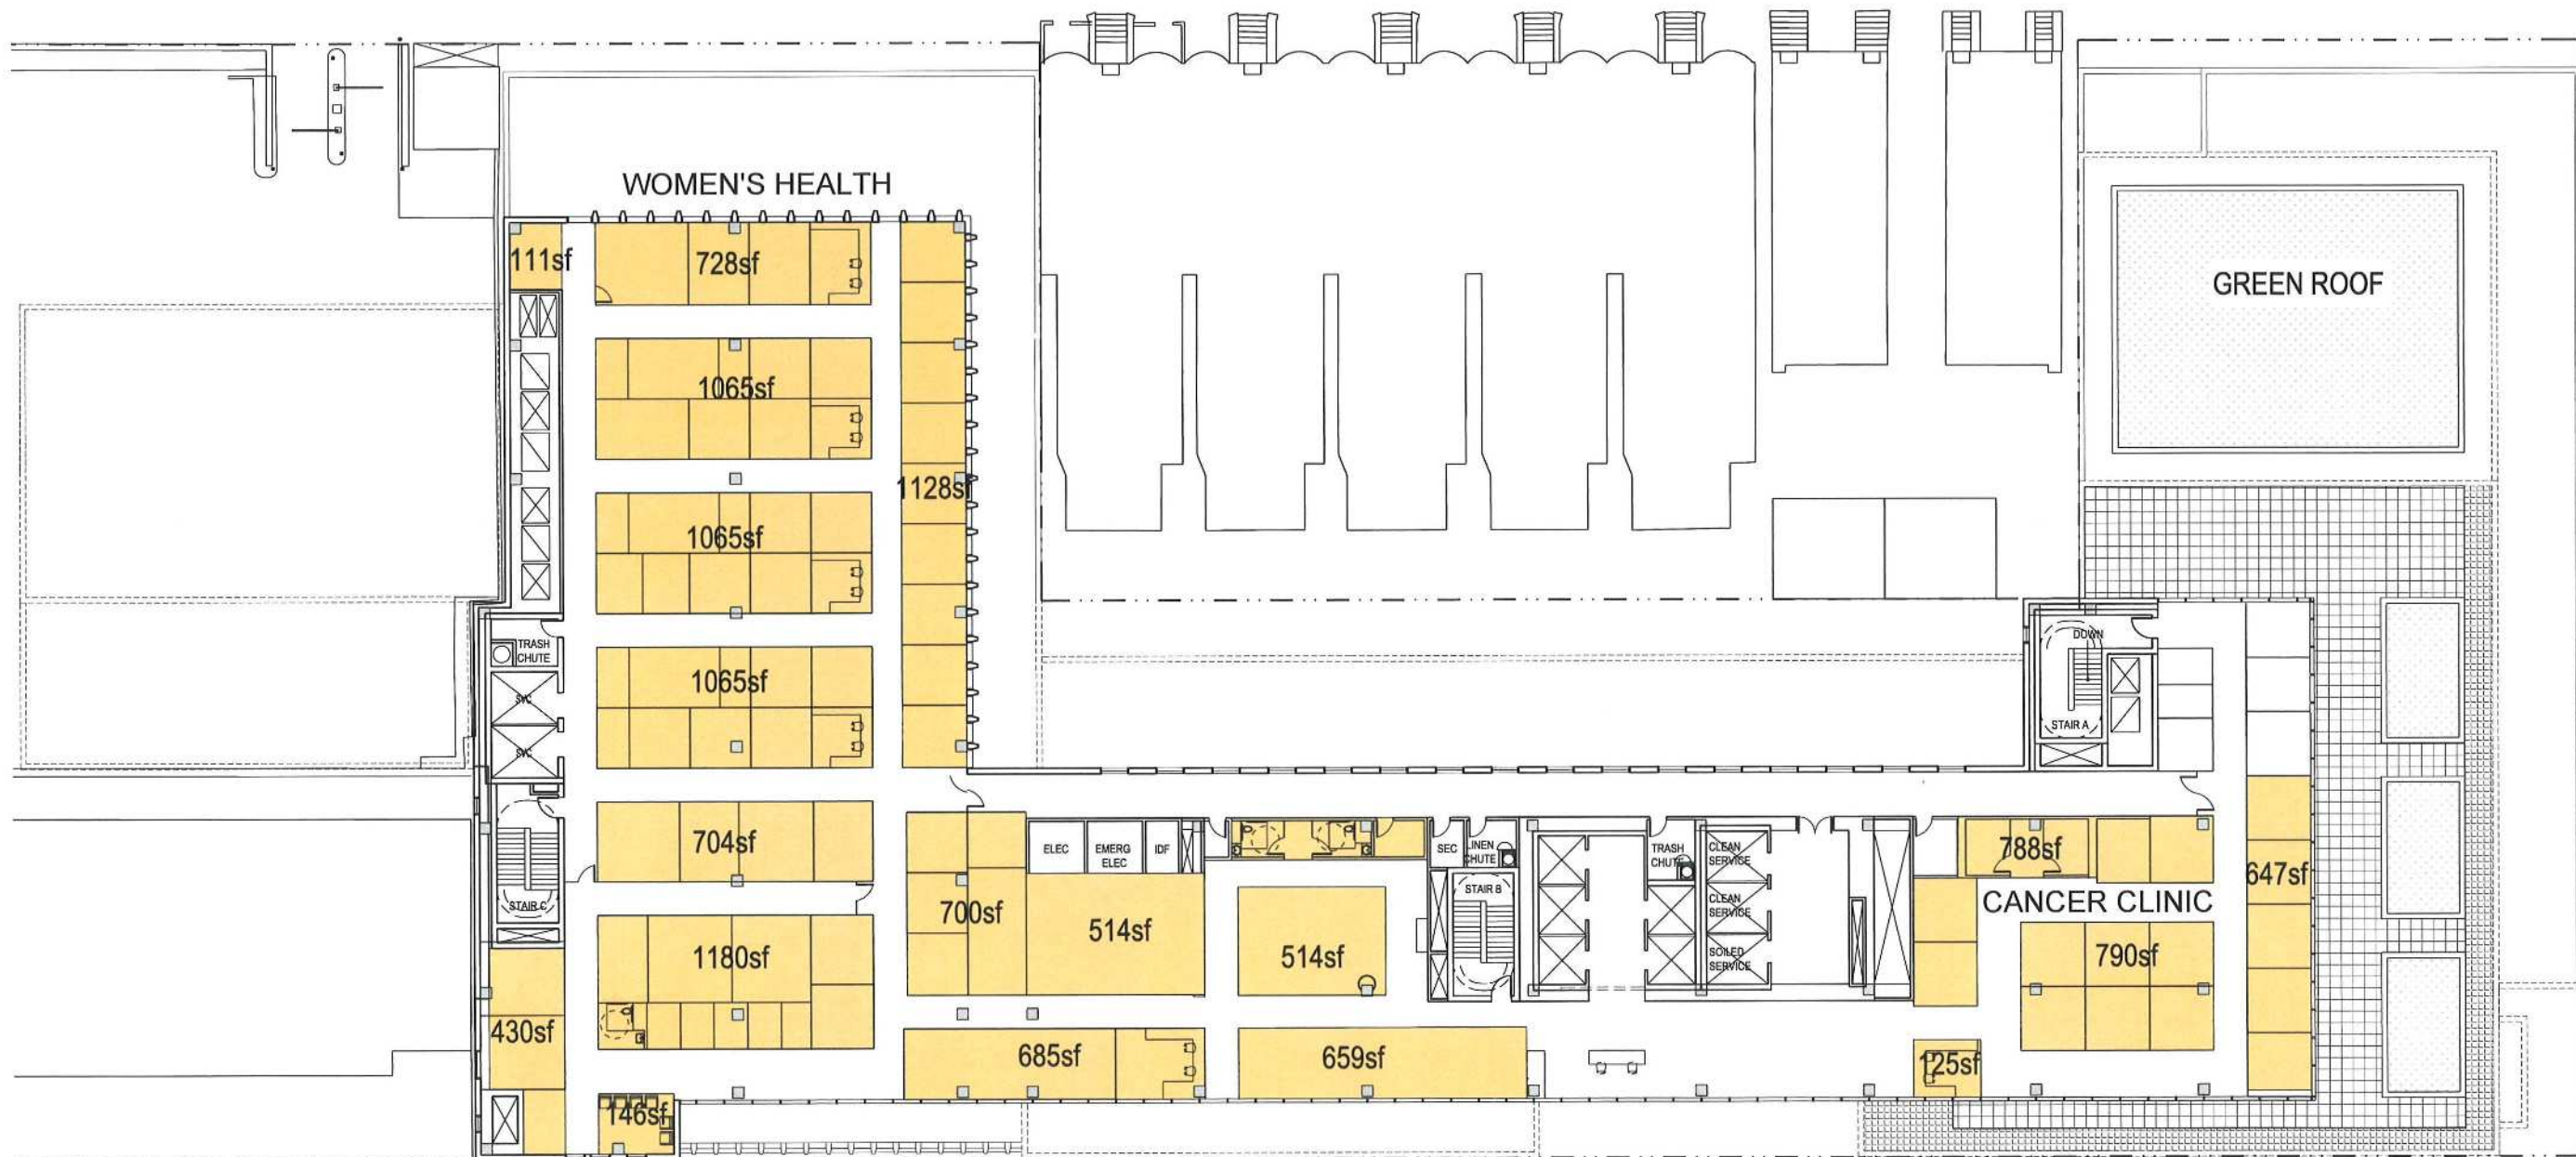 WOMEN'S HEALTH
111sf
728sf
GREEN ROOF
1065sf
1128sf
1065sf
TRASH
CHUTE
1065sf
SVC
SVC
DOWN
STAIR A
704sf
ELEC
EMERG
ELEC
IDF
SEC
LINEN
CHUTE
TRASH
CHUTE
CLEAN
SERVICE
788sf
647sf
STAIR C
700sf
514sf
STAIR B
CLEAN
SERVICE
CANCER CLINIC
1180sf
514sf
SOILED
SERVICE
790sf
430sf
685sf
659sf
125sf
146sf